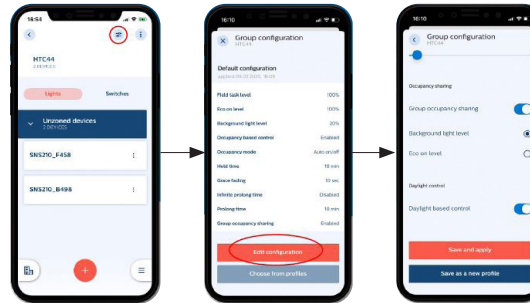 16:54
HTC44
2 DEVICES
Lights
Switches
Unzoned devices
2 DEVICES
SNS210_F458
SNS210_B498
16:10
Group configuration
HTC44
Default configuration
Field task level 100%
Eco on level 100%
Background light level 20%
Occupancy based control Enabled
Occupancy mode Auto on/off
Hold time 10 min
Grace fading 10 sec
Infinite prolong time Disabled
Prolong time 10 min
Group occupancy sharing Enabled
Edit configuration
Choose from profiles
16:10
Group configuration
HTC44
Occupancy sharing
Group occupancy sharing
Background light level
Eco on level
Daylight control
Daylight based control
Save and apply
Save as a new profile